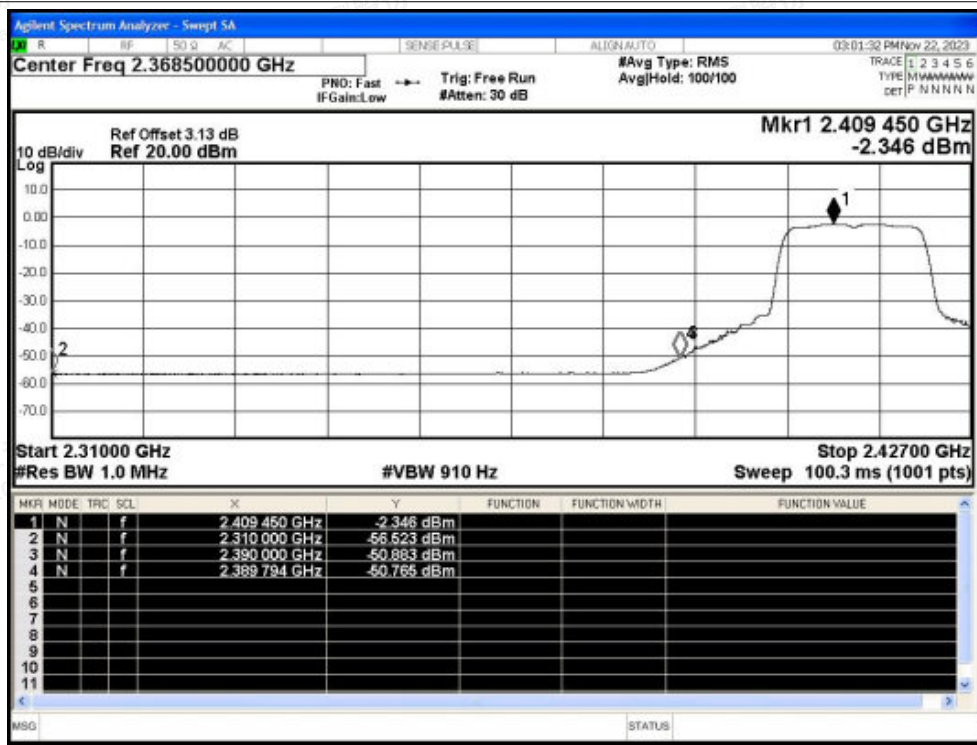 Agilent Spectrum Analyzer - Swept SA
R RF 50 Ω AC SENSE:PULSE ALIGN AUTO 03:01:32 PM Nov 22, 2023
Center Freq 2.368500000 GHz #Avg Type: RMS TRACE 1 2 3 4 5 6
PNO: Fast Trig: Free Run Avg|Hold: 100/100 TYPE MWWWWW
IFGain:Low #Atten: 30 dB DET P N N N N N
Mkr1 2.409 450 GHz
-2.346 dBm
Ref Offset 3.13 dB
10 dB/div Ref 20.00 dBm
Log
10.0
0.00
-10.0
-20.0
-30.0
-40.0
-50.0
-60.0
-70.0
1
2
4
Start 2.31000 GHz Stop 2.42700 GHz
#Res BW 1.0 MHz #VBW 910 Hz Sweep 100.3 ms (1001 pts)
MKR MODE TRC SCL X Y FUNCTION FUNCTION WIDTH FUNCTION VALUE
1 N f 2.409 450 GHz -2.346 dBm
2 N f 2.310 000 GHz -56.523 dBm
3 N f 2.390 000 GHz -50.883 dBm
4 N f 2.389 794 GHz -50.765 dBm
5
6
7
8
9
10
11
MSG STATUS